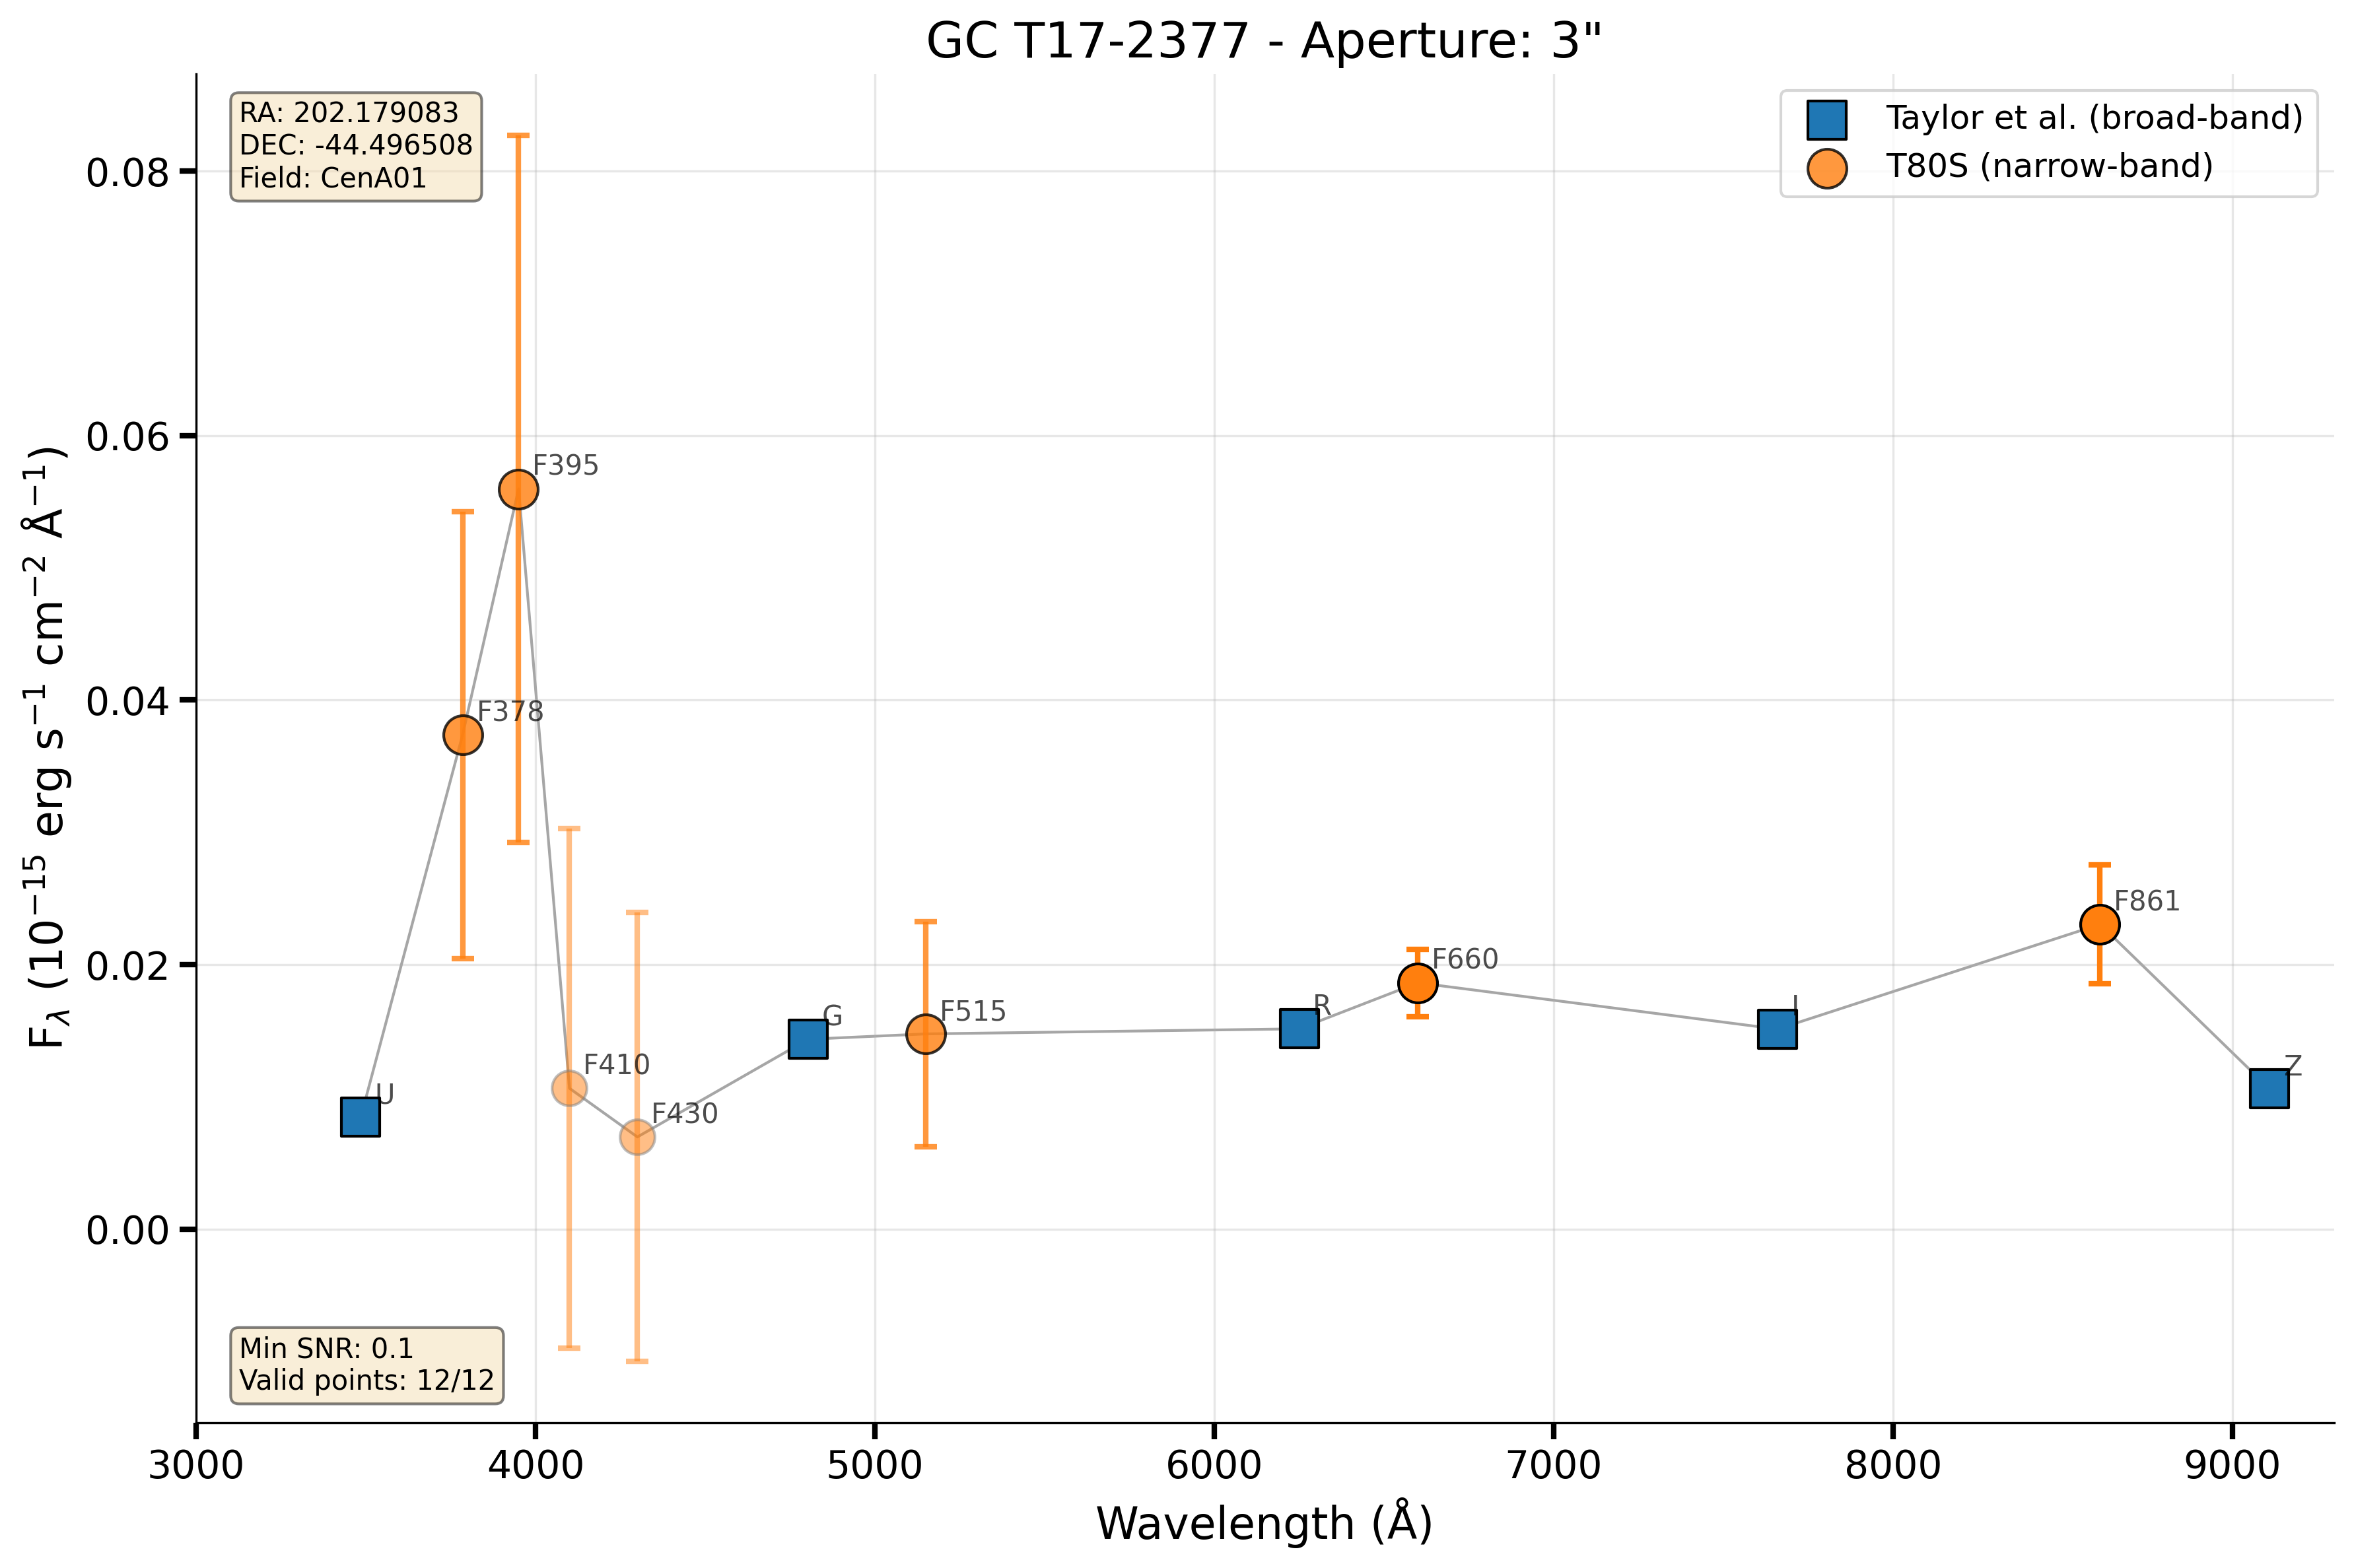 GC T17-2377 - Aperture: 3"
RA: 202.179083
DEC: -44.496508
Field: CenA01
Taylor et al. (broad-band)
T80S (narrow-band)
F395
F378
U
F410
F430
G
F515
R
F660
I
F861
Z
Min SNR: 0.1
Valid points: 12/12
0.08
0.06
0.04
0.02
0.00
3000 4000 5000 6000 7000 8000 9000
Wavelength (Å)
F_λ (10⁻¹⁵ erg s⁻¹ cm⁻² Å⁻¹)